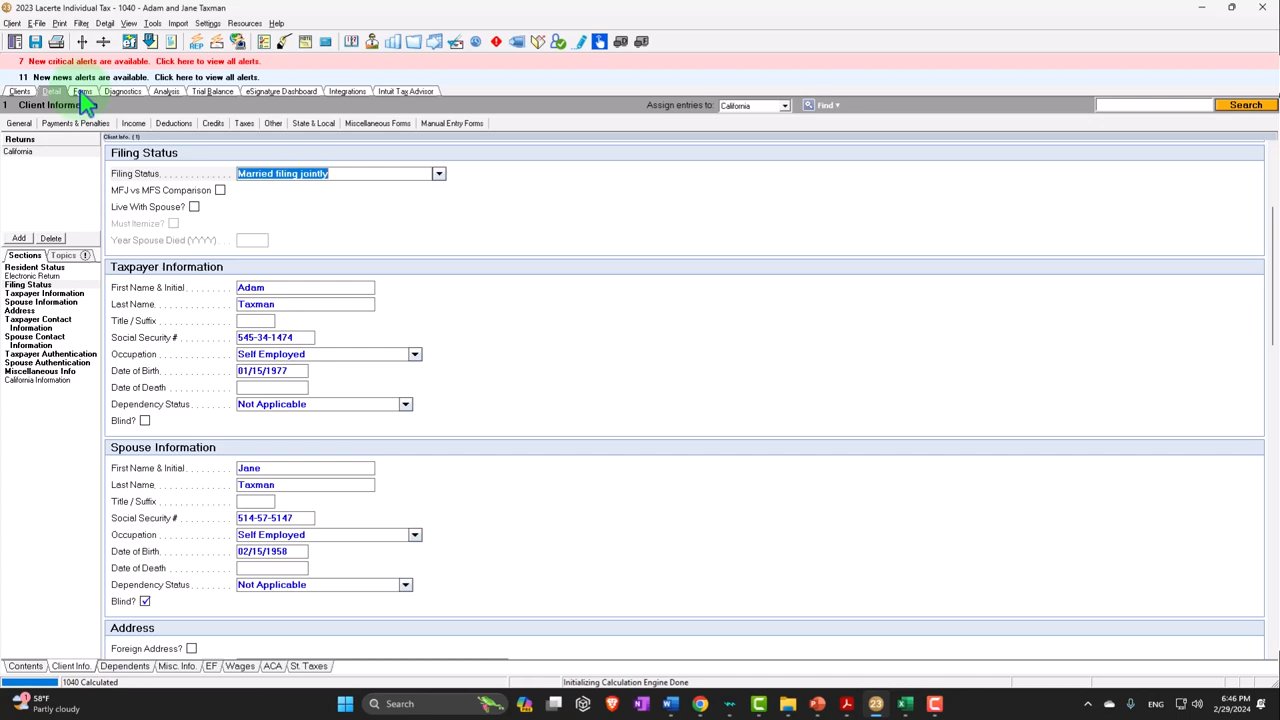 2023 Lacerte Individual Tax - 1040 - Adam and Jane Taxman
Client E-File Print Filter Detail View Tools Import Settings Resources Help
7 New critical alerts are available. Click here to view all alerts.
11 New news alerts are available. Click here to view all alerts.
Clients Detail Forms Diagnostics Analysis Trial Balance eSignature Dashboard Integrations Intuit Tax Advisor
1 Client Informa Assign entries to: California Find Search
General Payments & Penalties Income Deductions Credits Taxes Other State & Local Miscellaneous Forms Manual Entry Forms
Returns
California
Add Delete
Sections Topics
Resident Status
Electronic Return
Filing Status
Taxpayer Information
Spouse Information
Address
Taxpayer Contact
Information
Spouse Contact
Information
Taxpayer Authentication
Spouse Authentication
Miscellaneous Info
California Information
Client Info. (1)
Filing Status
Filing Status Married filing jointly
MFJ vs MFS Comparison
Live With Spouse?
Must Itemize?
Year Spouse Died (YYYY)
Taxpayer Information
First Name & Initial Adam
Last Name Taxman
Title / Suffix
Social Security # 545-34-1474
Occupation Self Employed
Date of Birth 01/15/1977
Date of Death
Dependency Status Not Applicable
Blind?
Spouse Information
First Name & Initial Jane
Last Name Taxman
Title / Suffix
Social Security # 514-57-5147
Occupation Self Employed
Date of Birth 02/15/1958
Date of Death
Dependency Status Not Applicable
Blind?
Address
Foreign Address?
Contents Client Info. Dependents Misc. Info. EF Wages ACA St. Taxes
1040 Calculated Initializing Calculation Engine Done
58°F
Partly cloudy
Search
ENG
6:46 PM
2/29/2024